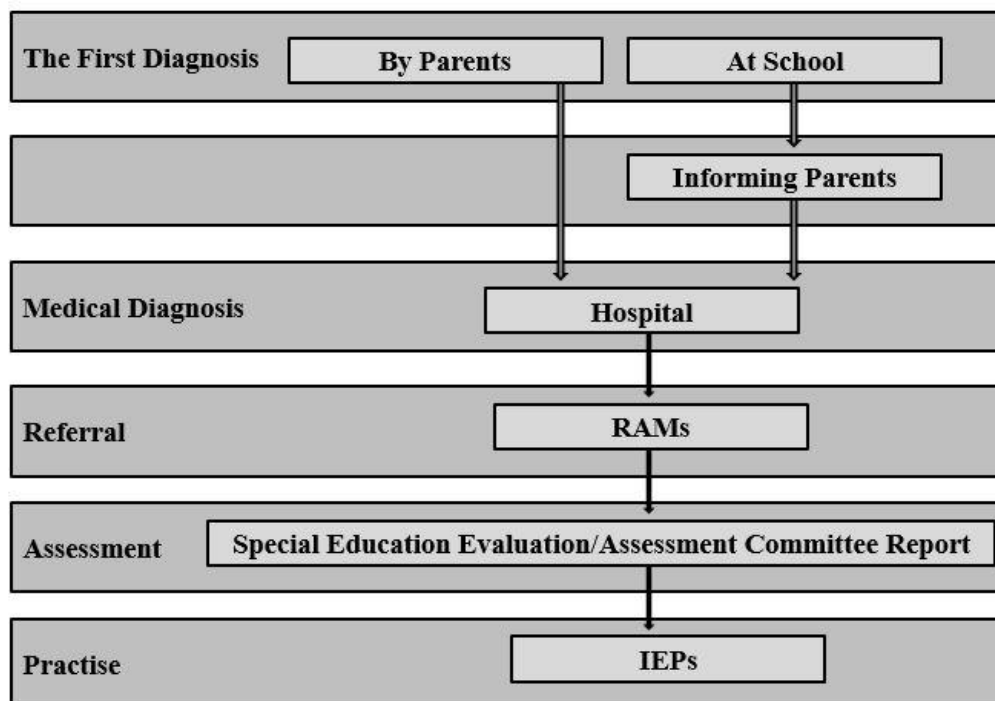 The First Diagnosis
By Parents
At School
Informing Parents
Medical Diagnosis
Hospital
Referral
RAMs
Assessment
Special Education Evaluation/Assessment Committee Report
Practise
IEPs